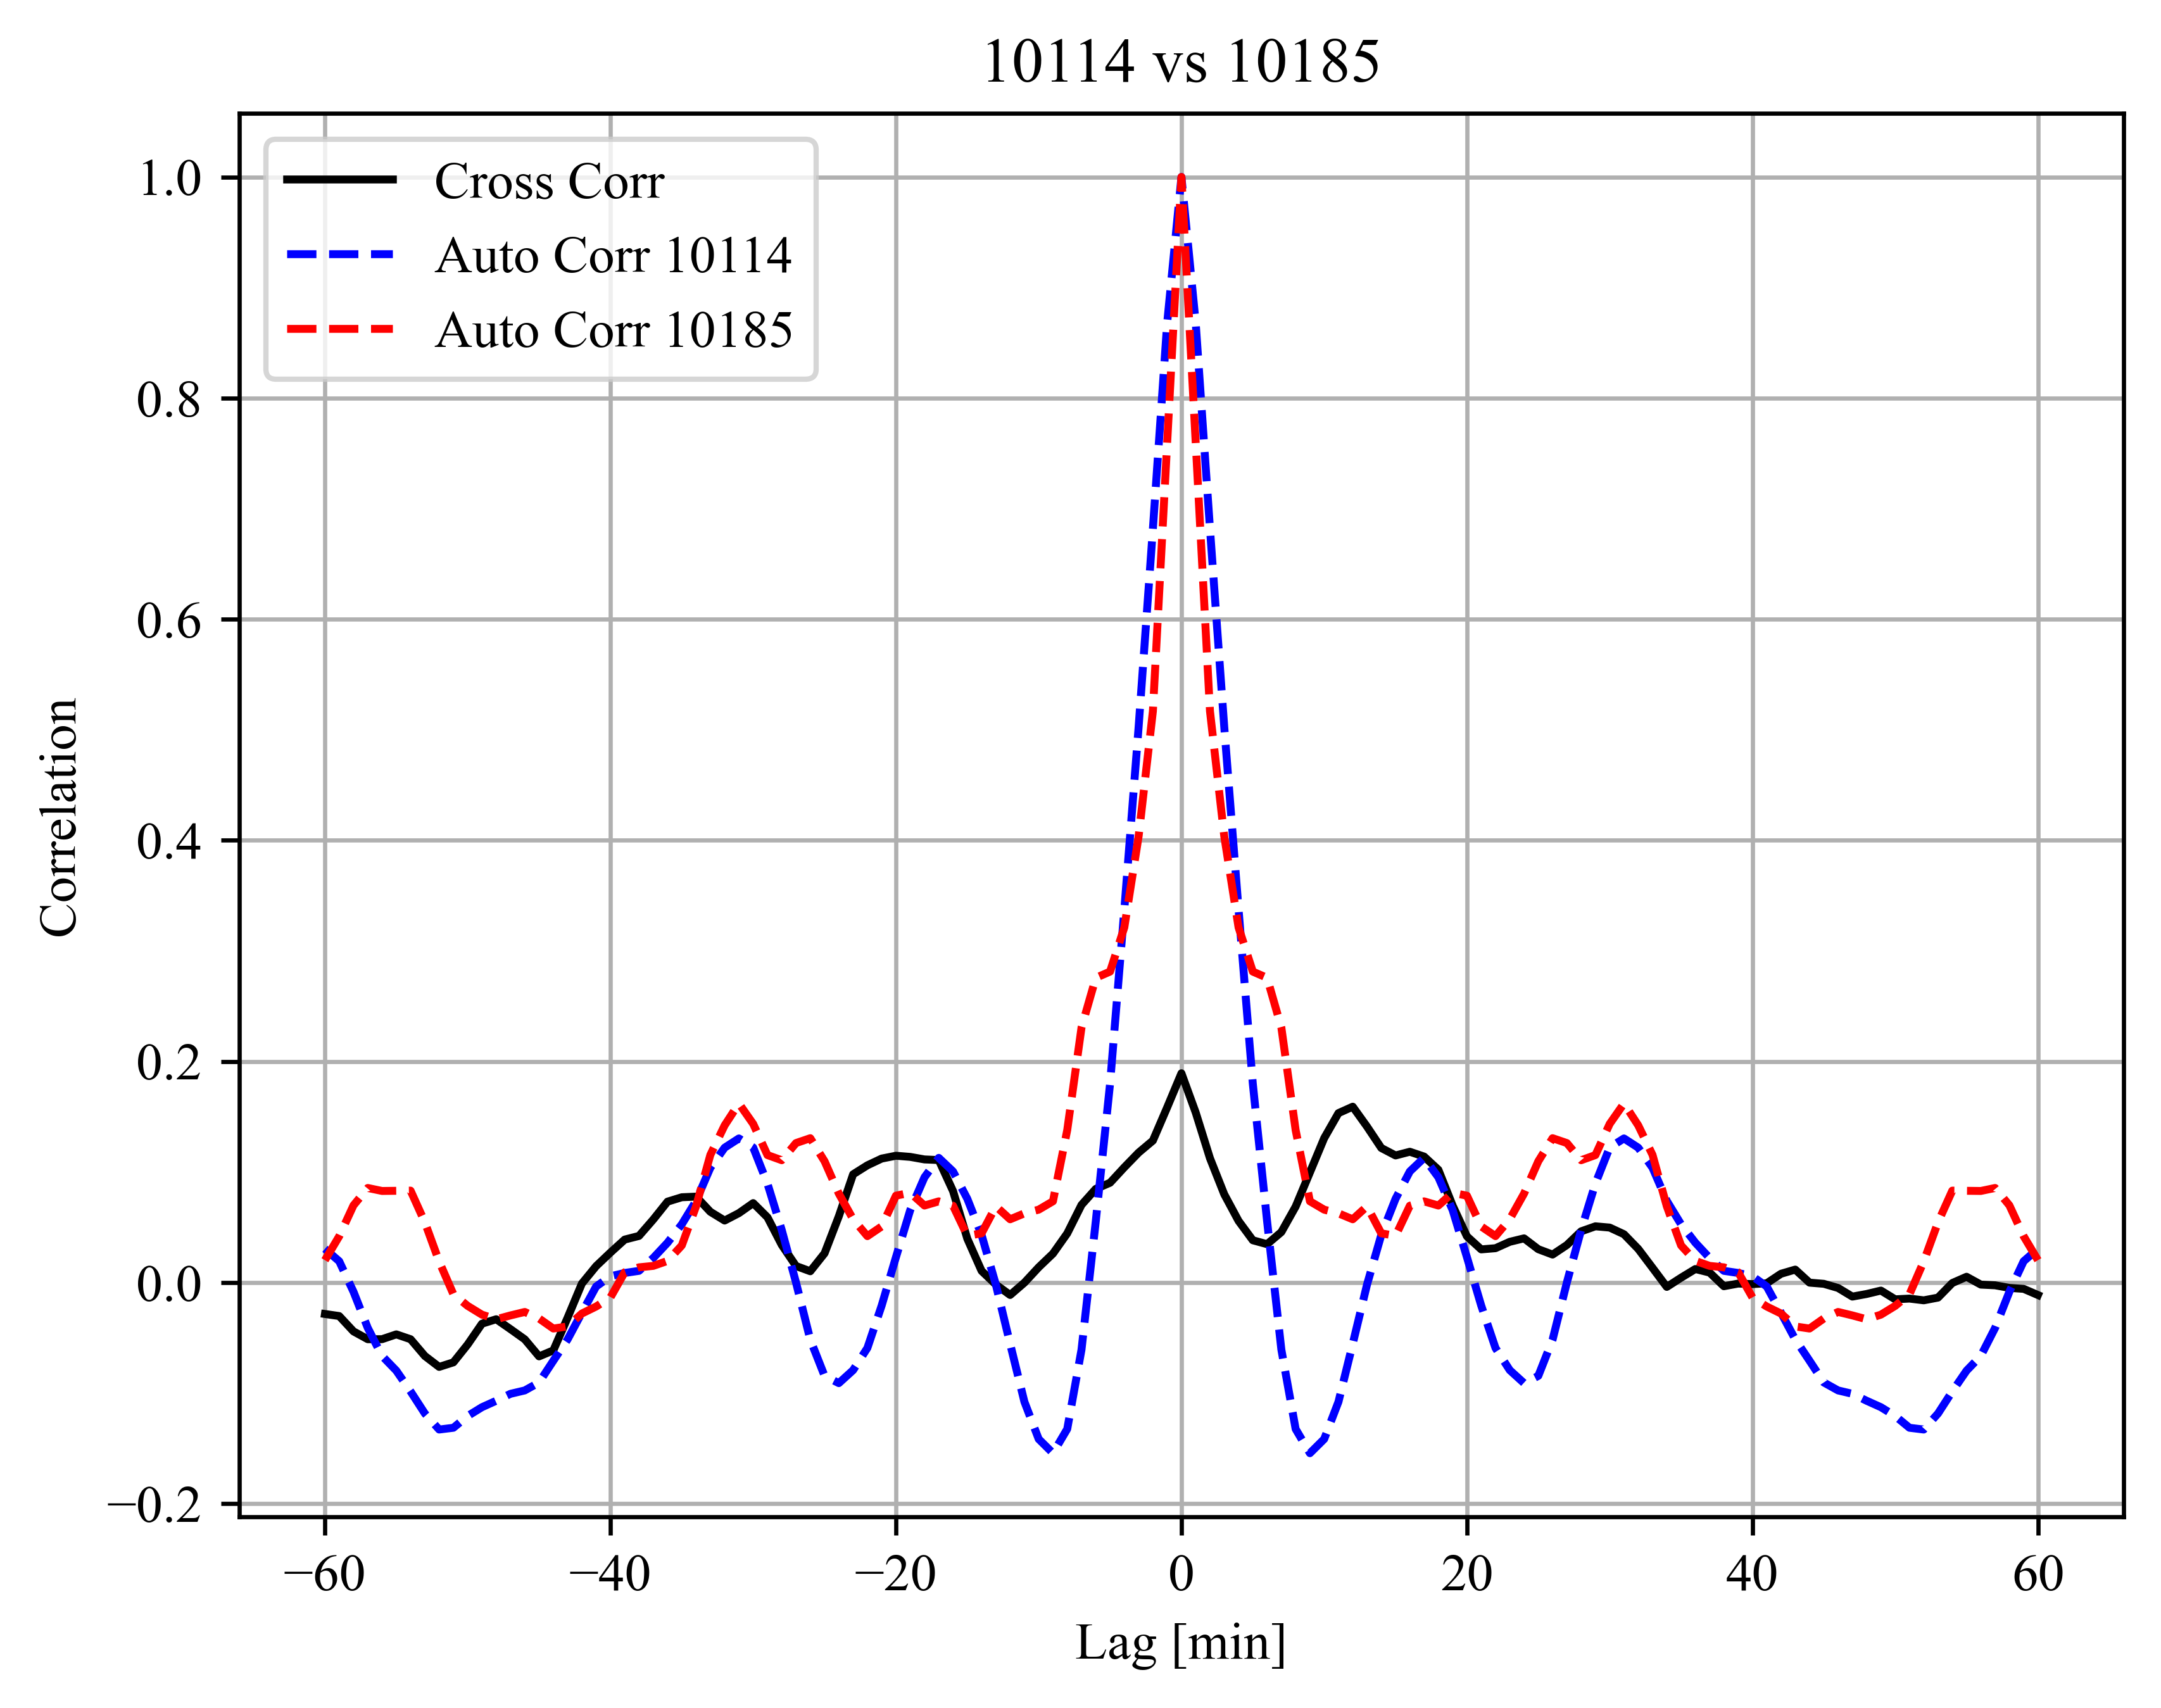 10114 vs 10185
Cross Corr
Auto Corr 10114
Auto Corr 10185
1.0
0.8
0.6
0.4
0.2
0.0
−0.2
Correlation
−60 −40 −20 0 20 40 60
Lag [min]